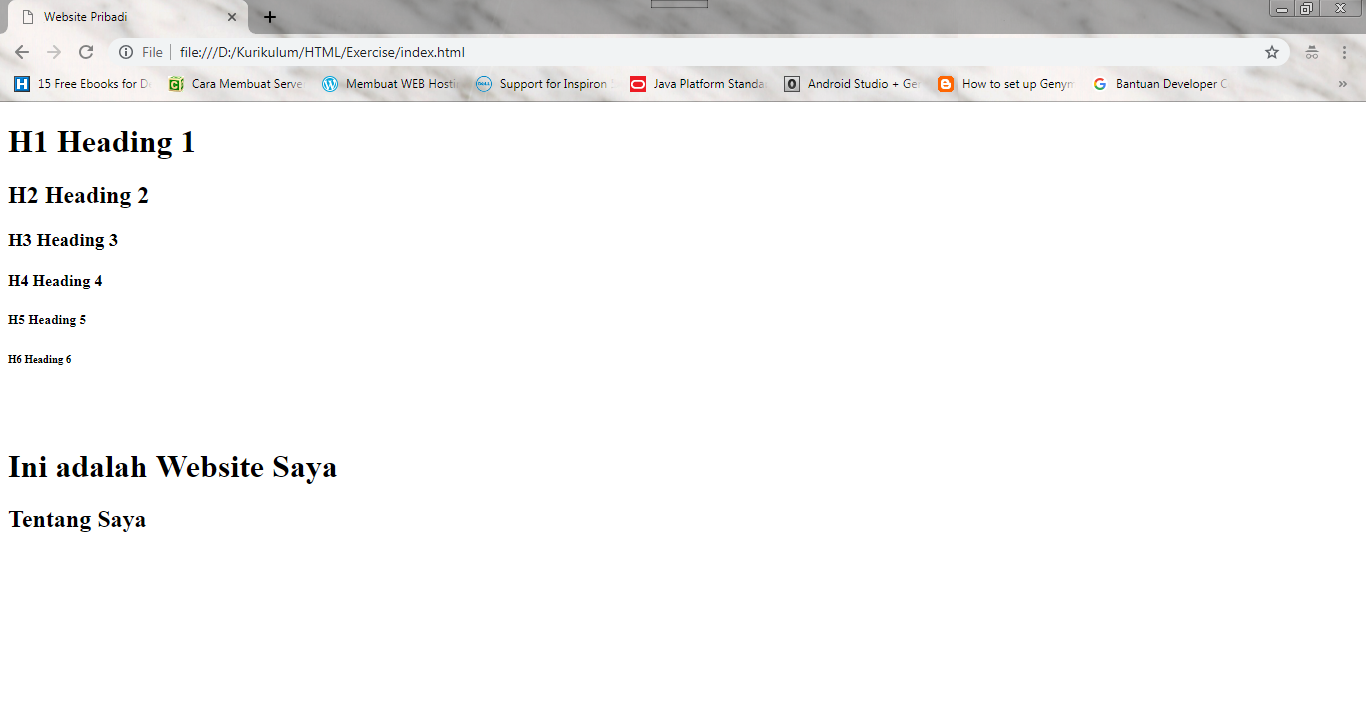 Website Pribadi
File file:///D:/Kurikulum/HTML/Exercise/index.html
15 Free Ebooks for D Cara Membuat Serve Membuat WEB Hosti Support for Inspiron Java Platform Standa Android Studio + Ge How to set up Genym Bantuan Developer C
H1 Heading 1
H2 Heading 2
H3 Heading 3
H4 Heading 4
H5 Heading 5
H6 Heading 6
Ini adalah Website Saya
Tentang Saya